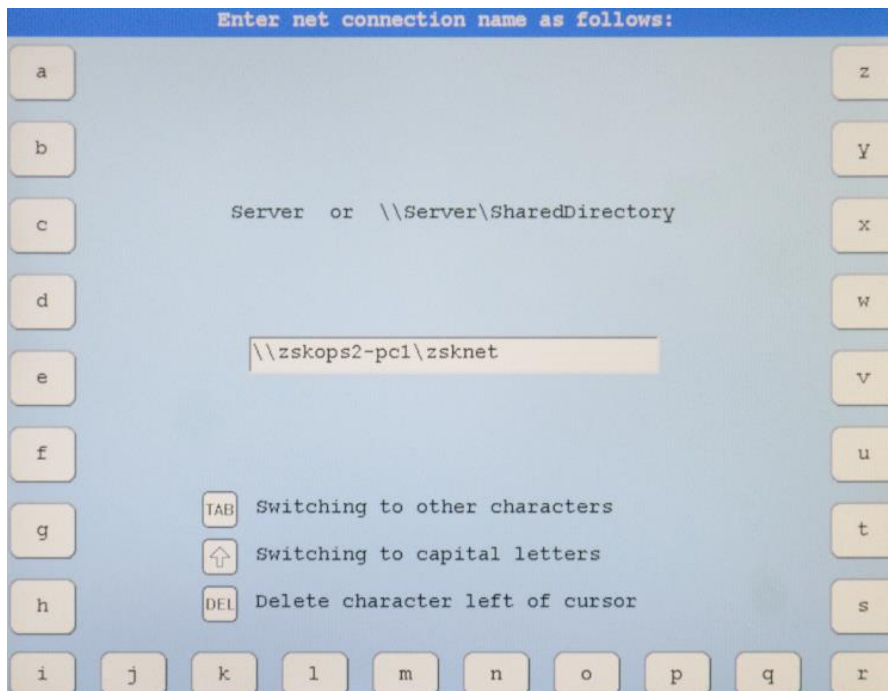 Enter net connection name as follows:
a
z
b
y
c
Server or \\Server\SharedDirectory
x
d
w
\\zskops2-pc1\zsknet
e
v
f
u
TAB Switching to other characters
g
t
Switching to capital letters
h
DEL Delete character left of cursor
s
i j k l m n o p q r